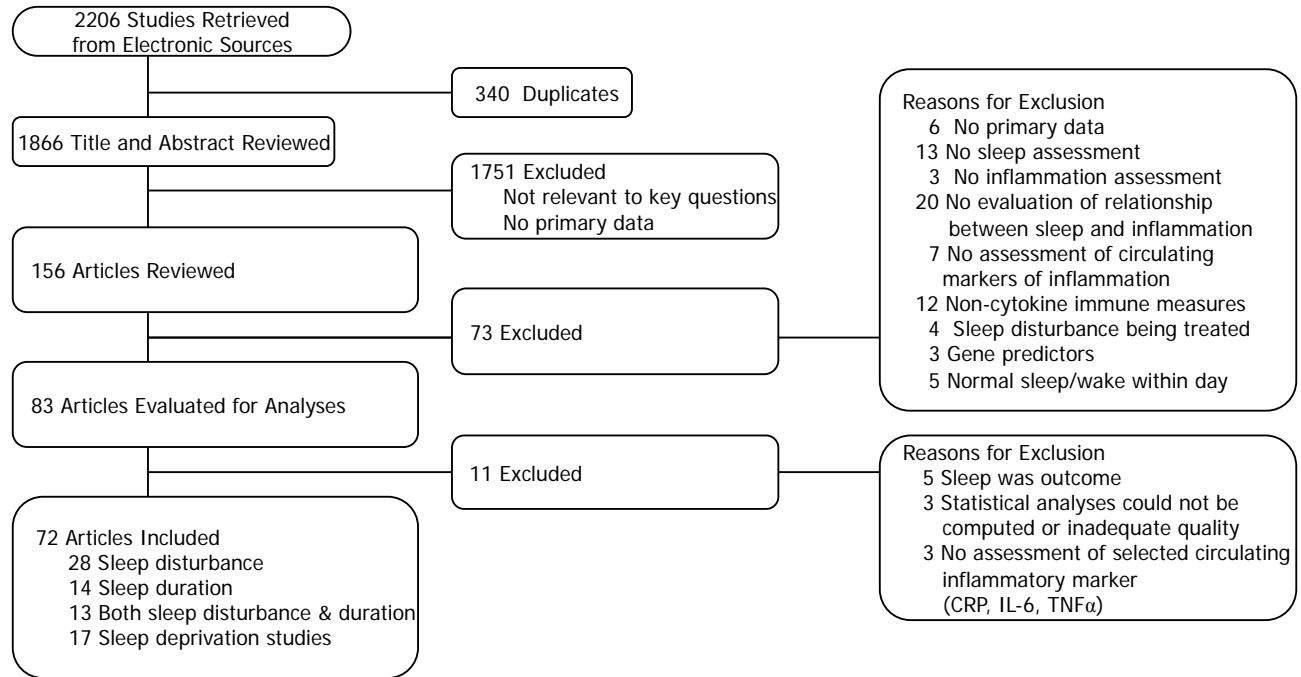 2206 Studies Retrieved
from Electronic Sources
340 Duplicates
1866 Title and Abstract Reviewed
1751 Excluded
Not relevant to key questions
No primary data
156 Articles Reviewed
73 Excluded
Reasons for Exclusion
6 No primary data
13 No sleep assessment
3 No inflammation assessment
20 No evaluation of relationship
between sleep and inflammation
7 No assessment of circulating
markers of inflammation
12 Non-cytokine immune measures
4 Sleep disturbance being treated
3 Gene predictors
5 Normal sleep/wake within day
83 Articles Evaluated for Analyses
11 Excluded
Reasons for Exclusion
5 Sleep was outcome
3 Statistical analyses could not be
computed or inadequate quality
3 No assessment of selected circulating
inflammatory marker
(CRP, IL-6, TNFα)
72 Articles Included
28 Sleep disturbance
14 Sleep duration
13 Both sleep disturbance & duration
17 Sleep deprivation studies